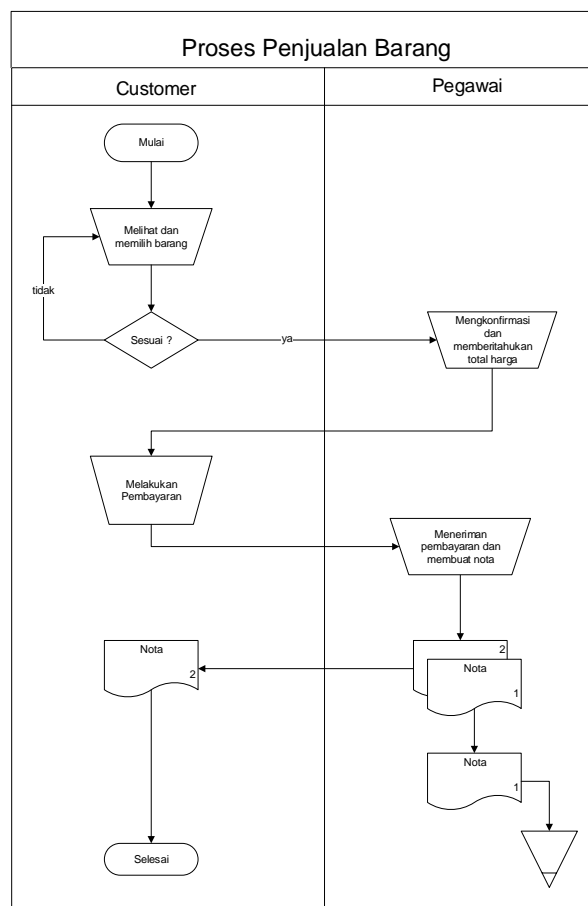 Proses Penjualan Barang
Customer
Pegawai
Mulai
Melihat dan
memilih barang
tidak
Sesuai ?
ya
Mengkonfirmasi
dan
memberitahukan
total harga
Melakukan
Pembayaran
Meneriman
pembayaran dan
membuat nota
Nota
2
2
Nota
1
Nota
1
Selesai